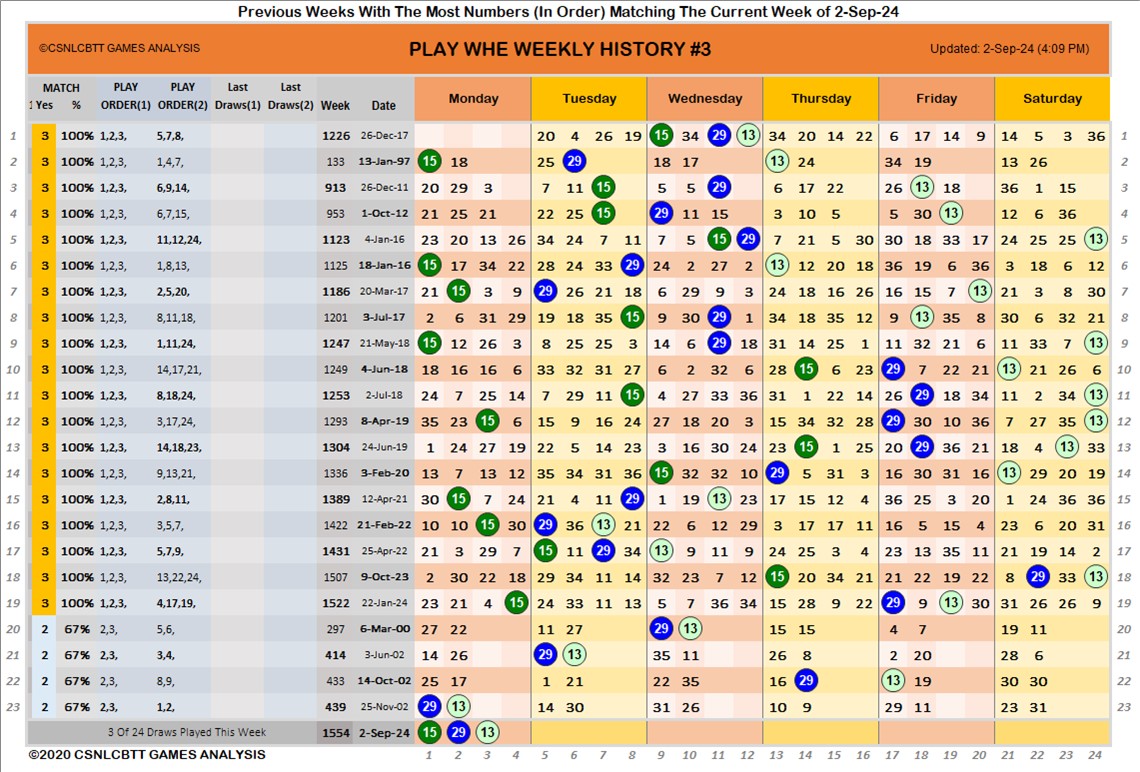 Previous Weeks With The Most Numbers (In Order) Matching The Current Week of 2-Sep-24
©CSNLCBTT GAMES ANALYSIS PLAY WHE WEEKLY HISTORY #3 Updated: 2-Sep-24 (4:09 PM)
MATCH PLAY PLAY Last Last
Yes % ORDER(1) ORDER(2) Draws(1) Draws(2) Week Date Monday Tuesday Wednesday Thursday Friday Saturday
1 3 100% 1,2,3, 5,7,8, 1226 26-Dec-17 20 4 26 19 15 34 29 13 34 20 14 22 6 17 14 9 14 5 3 36 1
2 3 100% 1,2,3, 1,4,7, 133 13-Jan-97 15 18 25 29 18 17 13 24 34 19 13 26 2
3 3 100% 1,2,3, 6,9,14, 913 26-Dec-11 20 29 3 7 11 15 5 5 29 6 17 22 26 13 18 36 1 15 3
4 3 100% 1,2,3, 6,7,15, 953 1-Oct-12 21 25 21 22 25 15 29 11 15 3 10 5 5 30 13 12 6 36 4
5 3 100% 1,2,3, 11,12,24, 1123 4-Jan-16 23 20 13 26 34 24 7 11 7 5 15 29 7 21 5 30 30 18 33 17 24 25 25 13 5
6 3 100% 1,2,3, 1,8,13, 1125 18-Jan-16 15 17 34 22 28 24 33 29 24 2 27 2 13 12 20 18 36 19 6 36 3 18 6 12 6
7 3 100% 1,2,3, 2,5,20, 1186 20-Mar-17 21 15 3 9 29 26 21 18 6 29 9 3 24 18 16 26 16 15 7 13 21 3 8 30 7
8 3 100% 1,2,3, 8,11,18, 1201 3-Jul-17 2 6 31 29 19 18 35 15 9 30 29 1 34 18 35 12 9 13 35 8 30 6 32 21 8
9 3 100% 1,2,3, 1,11,24, 1247 21-May-18 15 12 26 3 8 25 25 3 14 6 29 18 31 14 25 1 11 32 21 6 11 33 7 13 9
10 3 100% 1,2,3, 14,17,21, 1249 4-Jun-18 18 16 16 6 33 32 31 27 6 2 32 6 28 15 6 23 29 7 22 21 13 21 26 6 10
11 3 100% 1,2,3, 8,18,24, 1253 2-Jul-18 24 7 25 14 7 29 11 15 4 27 33 36 31 1 22 14 26 29 18 34 11 2 34 13 11
12 3 100% 1,2,3, 3,17,24, 1293 8-Apr-19 35 23 15 6 15 9 16 24 27 18 20 3 15 34 32 28 29 30 10 36 7 27 35 13 12
13 3 100% 1,2,3, 14,18,23, 1304 24-Jun-19 1 24 27 19 22 5 14 23 3 16 30 24 23 15 1 25 20 29 36 21 18 4 13 33 13
14 3 100% 1,2,3, 9,13,21, 1336 3-Feb-20 13 7 13 12 35 34 31 36 15 32 32 10 29 5 31 3 16 30 31 16 13 29 20 19 14
15 3 100% 1,2,3, 2,8,11, 1389 12-Apr-21 30 15 7 24 21 4 11 29 1 19 13 23 17 15 12 4 36 25 3 20 1 24 36 36 15
16 3 100% 1,2,3, 3,5,7, 1422 21-Feb-22 10 10 15 30 29 36 13 21 22 6 12 29 3 17 17 11 16 5 15 4 23 6 20 31 16
17 3 100% 1,2,3, 5,7,9, 1431 25-Apr-22 21 3 29 7 15 11 29 34 13 9 11 9 24 25 3 4 23 13 35 11 21 19 14 2 17
18 3 100% 1,2,3, 13,22,24, 1507 9-Oct-23 2 30 22 18 29 34 11 14 32 23 7 12 15 20 34 21 21 22 19 22 8 29 33 13 18
19 3 100% 1,2,3, 4,17,19, 1522 22-Jan-24 23 21 4 15 24 33 11 13 5 7 36 34 15 28 9 22 29 9 13 30 31 26 26 9 19
20 2 67% 2,3, 5,6, 297 6-Mar-00 27 22 11 27 29 13 15 15 4 7 19 11 20
21 2 67% 2,3, 3,4, 414 3-Jun-02 14 26 29 13 35 11 26 8 2 20 28 6 21
22 2 67% 2,3, 8,9, 433 14-Oct-02 25 17 1 21 22 35 16 29 13 19 30 30 22
23 2 67% 2,3, 1,2, 439 25-Nov-02 29 13 14 30 31 26 10 9 29 11 23 31 23
3 Of 24 Draws Played This Week 1554 2-Sep-24 15 29 13
©2020 CSNLCBTT GAMES ANALYSIS 1 2 3 4 5 6 7 8 9 10 11 12 13 14 15 16 17 18 19 20 21 22 23 24